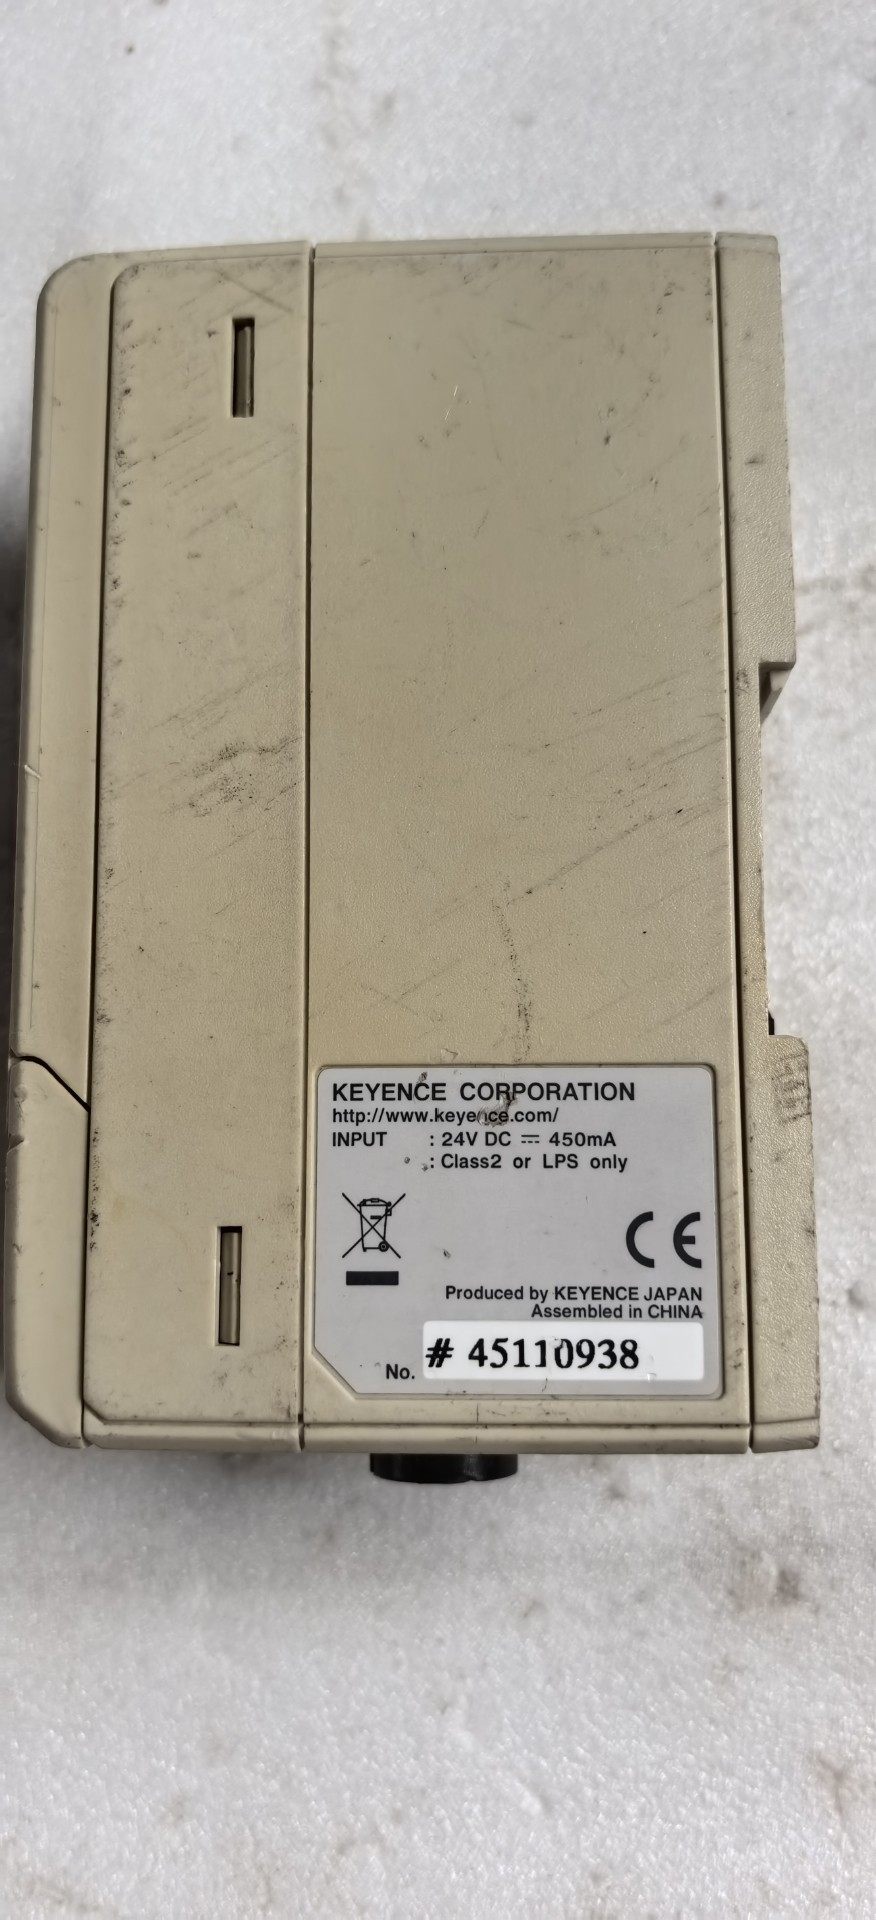 KEYENCE CORPORATION
http://www.keyence.com/
INPUT : 24V DC ⎓ 450mA
: Class2 or LPS only
CE
Produced by KEYENCE JAPAN
Assembled in CHINA
No. # 45110938